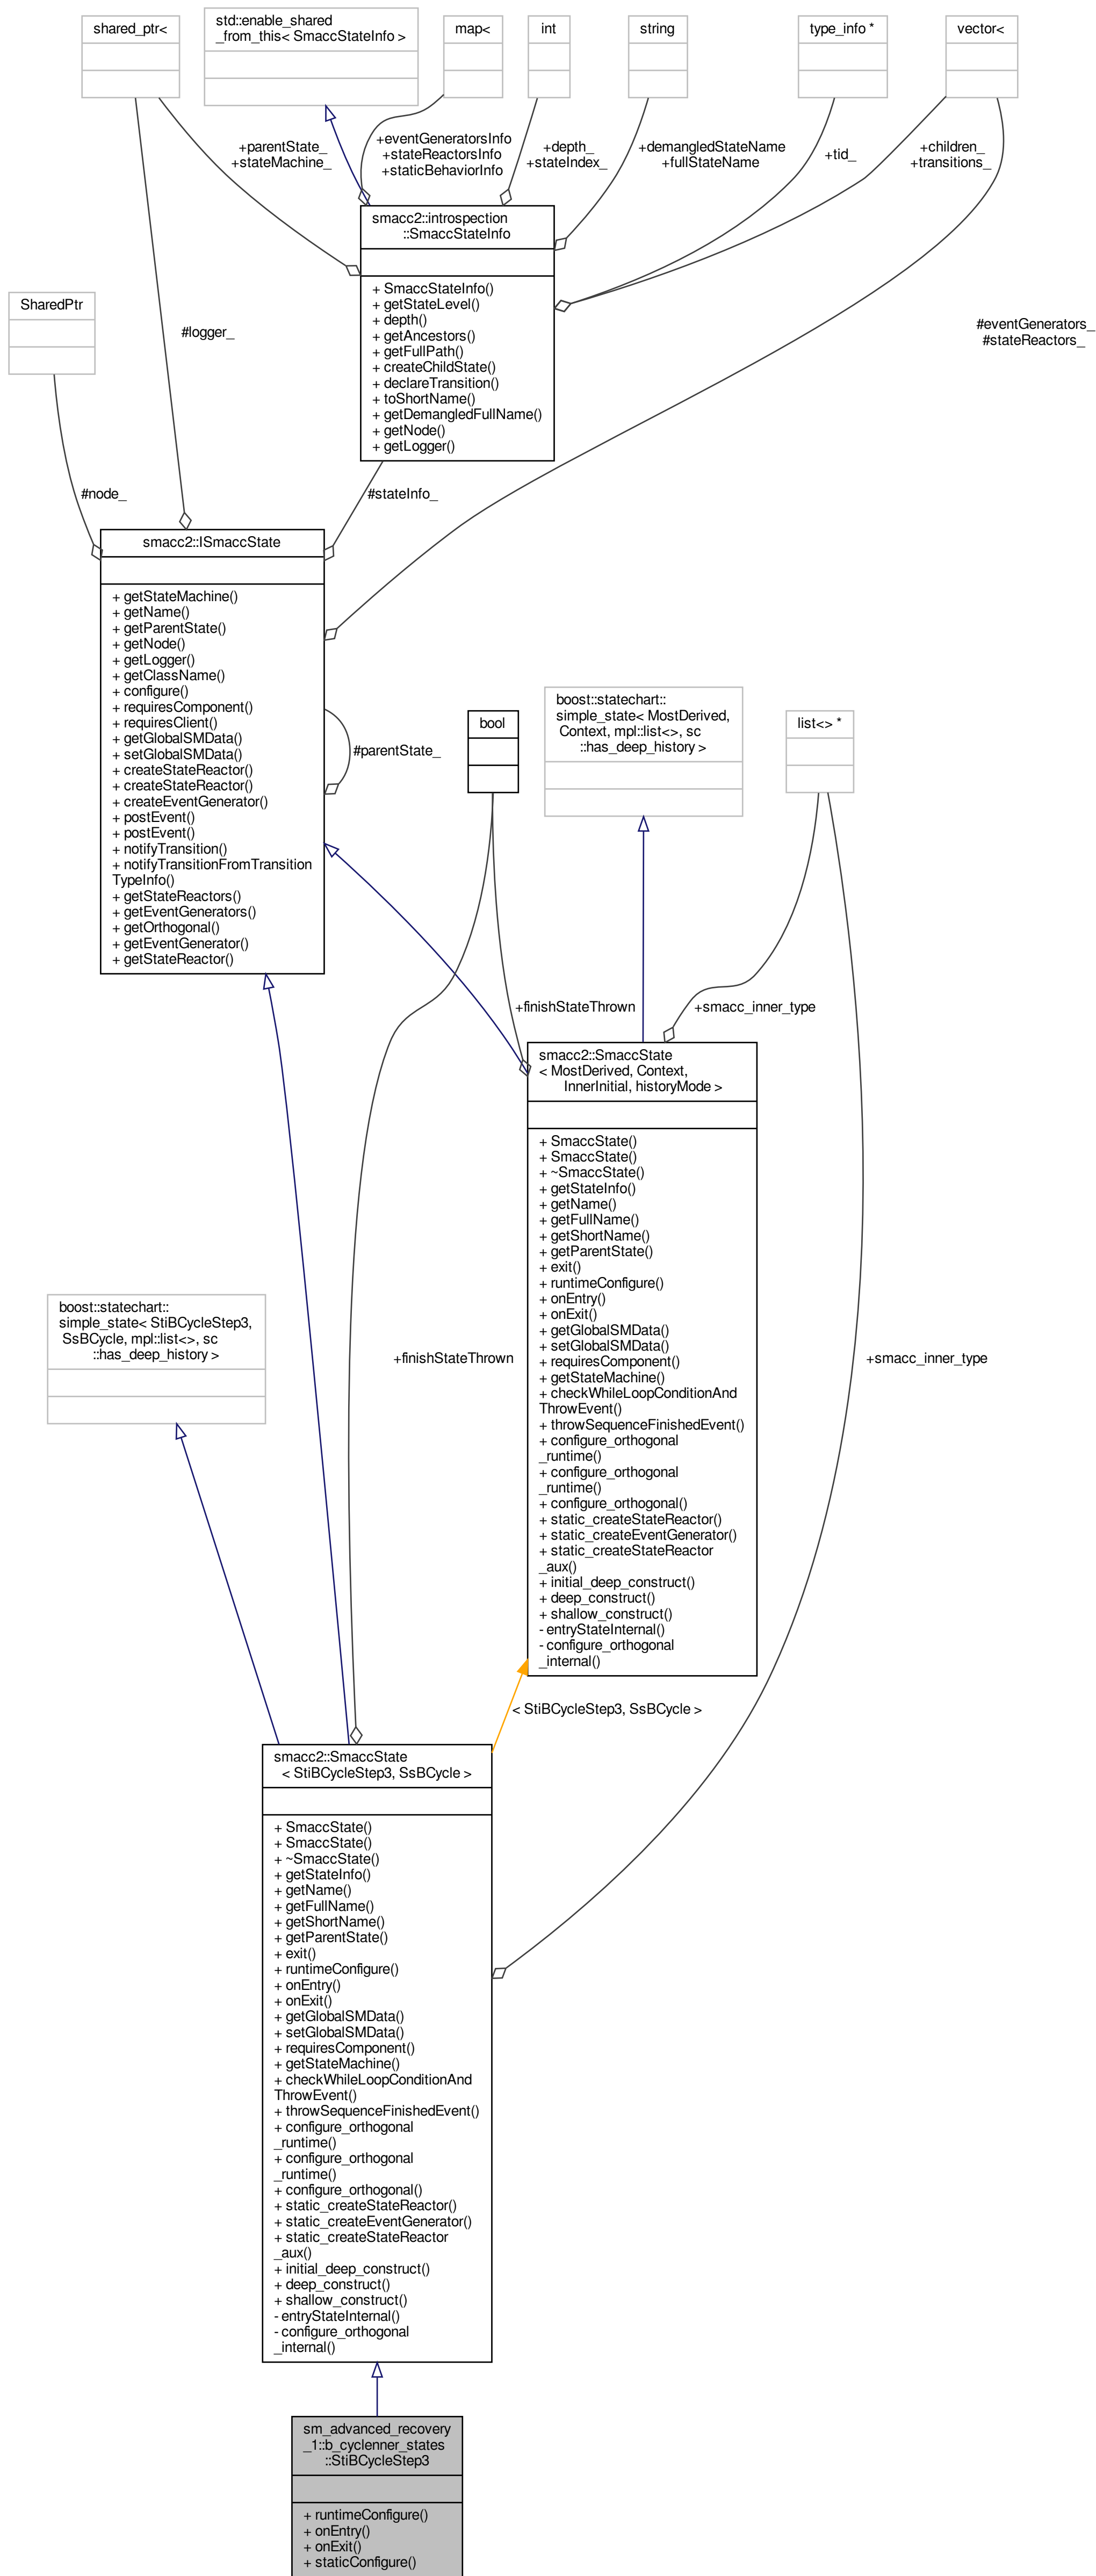 shared_ptr<
std::enable_shared
_from_this< SmaccStateInfo >
map<
int
string
type_info *
vector<
+parentState_
+stateMachine_
+eventGeneratorsInfo
+stateReactorsInfo
+staticBehaviorInfo
+depth_
+stateIndex_
+demangledStateName
+fullStateName
+tid_
+children_
+transitions_
smacc2::introspection
::SmaccStateInfo
+ SmaccStateInfo()
+ getStateLevel()
+ depth()
+ getAncestors()
+ getFullPath()
+ createChildState()
+ declareTransition()
+ toShortName()
+ getDemangledFullName()
+ getNode()
+ getLogger()
SharedPtr
#logger_
#eventGenerators_
#stateReactors_
#node_
#stateInfo_
smacc2::ISmaccState
+ getStateMachine()
+ getName()
+ getParentState()
+ getNode()
+ getLogger()
+ getClassName()
+ configure()
+ requiresComponent()
+ requiresClient()
+ getGlobalSMData()
+ setGlobalSMData()
+ createStateReactor()
+ createStateReactor()
+ createEventGenerator()
+ postEvent()
+ postEvent()
+ notifyTransition()
+ notifyTransitionFromTransition
TypeInfo()
+ getStateReactors()
+ getEventGenerators()
+ getOrthogonal()
+ getEventGenerator()
+ getStateReactor()
#parentState_
bool
boost::statechart::
simple_state< MostDerived,
Context, mpl::list<>, sc
::has_deep_history >
list<> *
+finishStateThrown
+smacc_inner_type
smacc2::SmaccState
< MostDerived, Context,
InnerInitial, historyMode >
+ SmaccState()
+ SmaccState()
+ ~SmaccState()
+ getStateInfo()
+ getName()
+ getFullName()
+ getShortName()
+ getParentState()
+ exit()
+ runtimeConfigure()
+ onEntry()
+ onExit()
+ getGlobalSMData()
+ setGlobalSMData()
+ requiresComponent()
+ getStateMachine()
+ checkWhileLoopConditionAnd
ThrowEvent()
+ throwSequenceFinishedEvent()
+ configure_orthogonal
_runtime()
+ configure_orthogonal
_runtime()
+ configure_orthogonal()
+ static_createStateReactor()
+ static_createEventGenerator()
+ static_createStateReactor
_aux()
+ initial_deep_construct()
+ deep_construct()
+ shallow_construct()
- entryStateInternal()
- configure_orthogonal
_internal()
boost::statechart::
simple_state< StiBCycleStep3,
SsBCycle, mpl::list<>, sc
::has_deep_history >
+finishStateThrown
+smacc_inner_type
< StiBCycleStep3, SsBCycle >
smacc2::SmaccState
< StiBCycleStep3, SsBCycle >
+ SmaccState()
+ SmaccState()
+ ~SmaccState()
+ getStateInfo()
+ getName()
+ getFullName()
+ getShortName()
+ getParentState()
+ exit()
+ runtimeConfigure()
+ onEntry()
+ onExit()
+ getGlobalSMData()
+ setGlobalSMData()
+ requiresComponent()
+ getStateMachine()
+ checkWhileLoopConditionAnd
ThrowEvent()
+ throwSequenceFinishedEvent()
+ configure_orthogonal
_runtime()
+ configure_orthogonal
_runtime()
+ configure_orthogonal()
+ static_createStateReactor()
+ static_createEventGenerator()
+ static_createStateReactor
_aux()
+ initial_deep_construct()
+ deep_construct()
+ shallow_construct()
- entryStateInternal()
- configure_orthogonal
_internal()
sm_advanced_recovery
_1::b_cyclenner_states
::StiBCycleStep3
+ runtimeConfigure()
+ onEntry()
+ onExit()
+ staticConfigure()